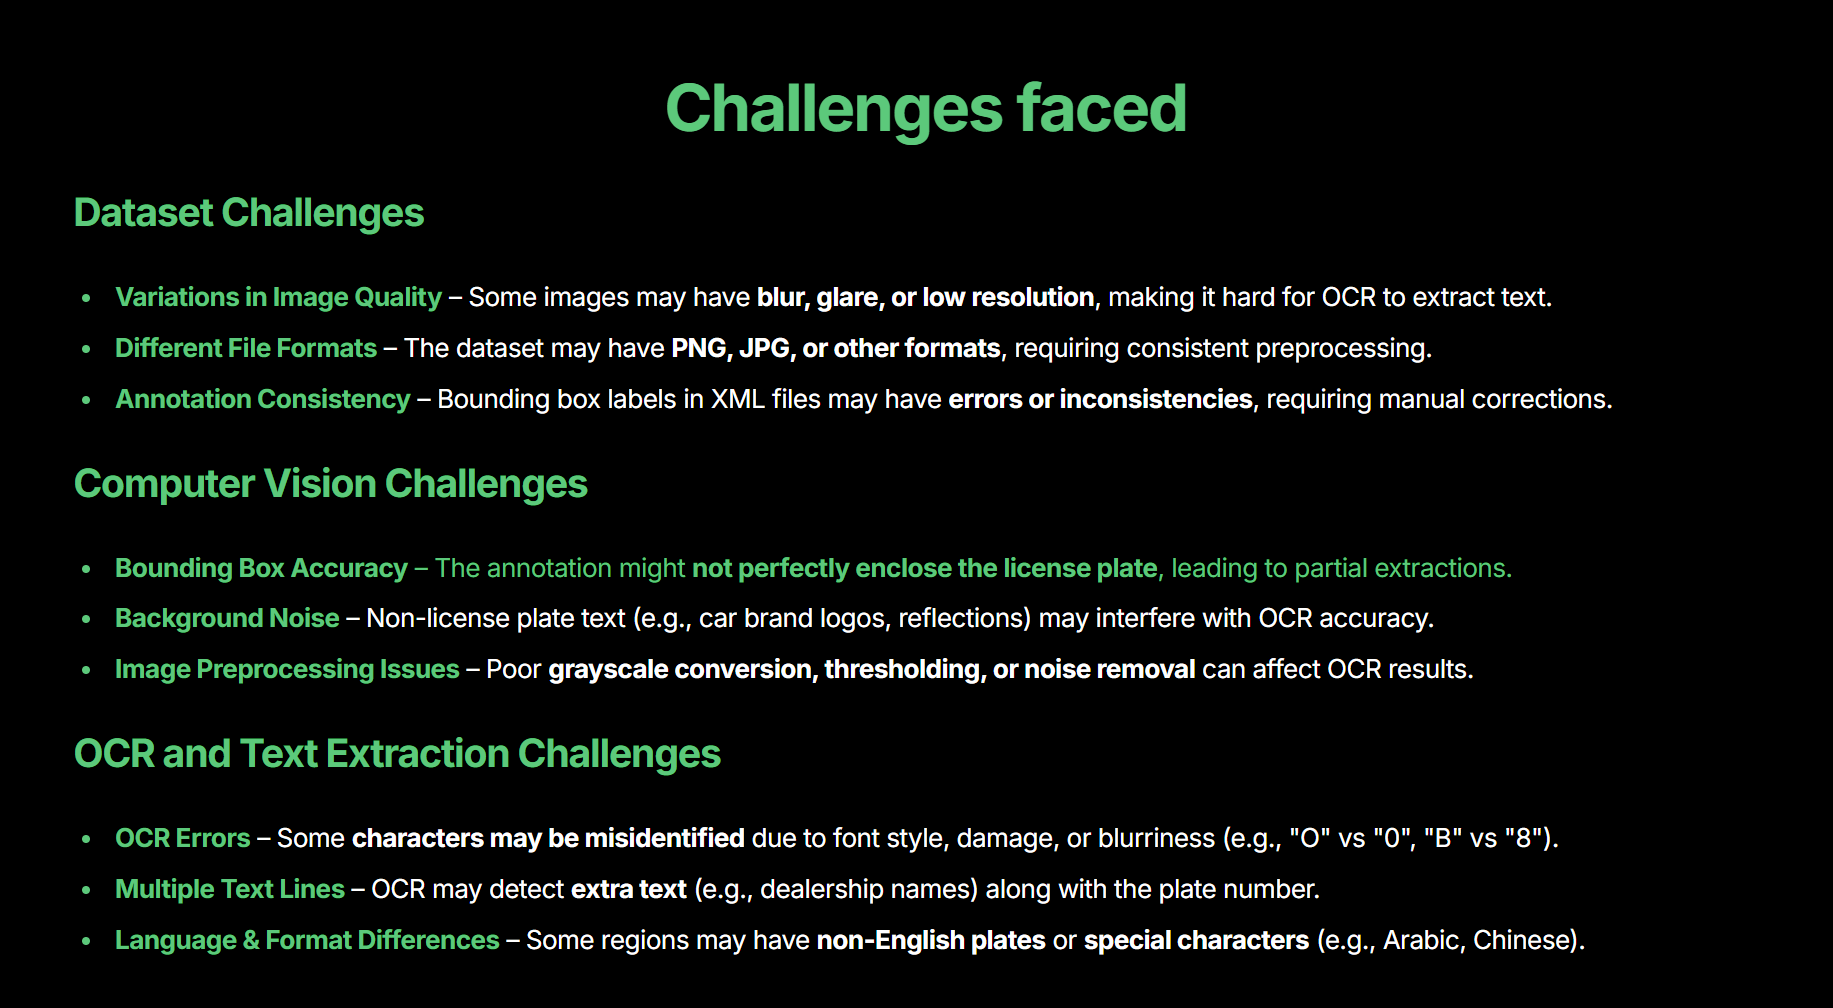 Challenges faced
Dataset Challenges
• Variations in Image Quality – Some images may have blur, glare, or low resolution, making it hard for OCR to extract text.
• Different File Formats – The dataset may have PNG, JPG, or other formats, requiring consistent preprocessing.
• Annotation Consistency – Bounding box labels in XML files may have errors or inconsistencies, requiring manual corrections.
Computer Vision Challenges
• Bounding Box Accuracy – The annotation might not perfectly enclose the license plate, leading to partial extractions.
• Background Noise – Non-license plate text (e.g., car brand logos, reflections) may interfere with OCR accuracy.
• Image Preprocessing Issues – Poor grayscale conversion, thresholding, or noise removal can affect OCR results.
OCR and Text Extraction Challenges
• OCR Errors – Some characters may be misidentified due to font style, damage, or blurriness (e.g., "O" vs "0", "B" vs "8").
• Multiple Text Lines – OCR may detect extra text (e.g., dealership names) along with the plate number.
• Language & Format Differences – Some regions may have non-English plates or special characters (e.g., Arabic, Chinese).